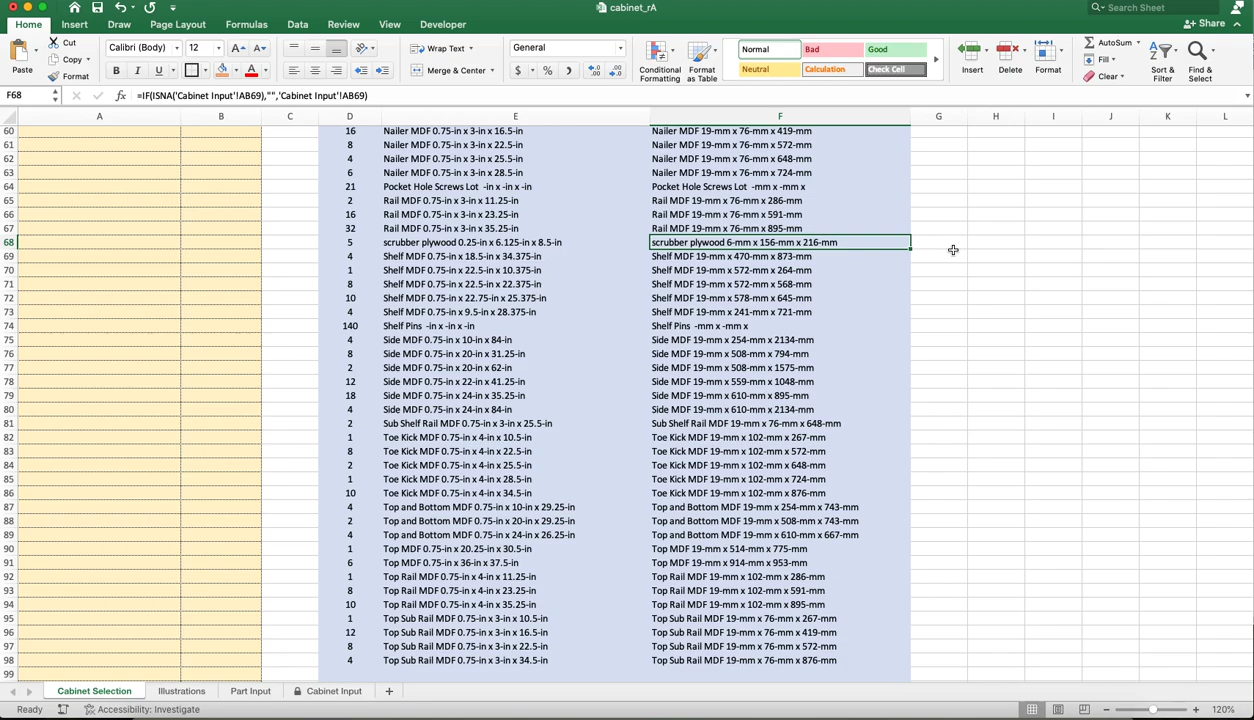 cabinet_rA
Search Sheet
Home Insert Draw Page Layout Formulas Data Review View Developer
Share
Paste
Cut
Copy
Format
Calibri (Body) 12
B I U
Wrap Text
Merge & Center
General
$ % )
Conditional Formatting
Format as Table
Normal Bad Good
Neutral Calculation Check Cell
Insert Delete Format
AutoSum
Fill
Clear
Sort & Filter
Find & Select
F68 fx =IF(ISNA('Cabinet Input'!AB69),"",'Cabinet Input'!AB69)
A B C D E F G H I J K L
60 16 Nailer MDF 0.75-in x 3-in x 16.5-in Nailer MDF 19-mm x 76-mm x 419-mm
61 8 Nailer MDF 0.75-in x 3-in x 22.5-in Nailer MDF 19-mm x 76-mm x 572-mm
62 4 Nailer MDF 0.75-in x 3-in x 25.5-in Nailer MDF 19-mm x 76-mm x 648-mm
63 6 Nailer MDF 0.75-in x 3-in x 28.5-in Nailer MDF 19-mm x 76-mm x 724-mm
64 21 Pocket Hole Screws Lot -in x -in x -in Pocket Hole Screws Lot -mm x -mm x
65 2 Rail MDF 0.75-in x 3-in x 11.25-in Rail MDF 19-mm x 76-mm x 286-mm
66 16 Rail MDF 0.75-in x 3-in x 23.25-in Rail MDF 19-mm x 76-mm x 591-mm
67 32 Rail MDF 0.75-in x 3-in x 35.25-in Rail MDF 19-mm x 76-mm x 895-mm
68 5 scrubber plywood 0.25-in x 6.125-in x 8.5-in scrubber plywood 6-mm x 156-mm x 216-mm
69 4 Shelf MDF 0.75-in x 18.5-in x 34.375-in Shelf MDF 19-mm x 470-mm x 873-mm
70 1 Shelf MDF 0.75-in x 22.5-in x 10.375-in Shelf MDF 19-mm x 572-mm x 264-mm
71 8 Shelf MDF 0.75-in x 22.5-in x 22.375-in Shelf MDF 19-mm x 572-mm x 568-mm
72 10 Shelf MDF 0.75-in x 22.75-in x 25.375-in Shelf MDF 19-mm x 578-mm x 645-mm
73 4 Shelf MDF 0.75-in x 9.5-in x 28.375-in Shelf MDF 19-mm x 241-mm x 721-mm
74 140 Shelf Pins -in x -in x -in Shelf Pins -mm x -mm x
75 4 Side MDF 0.75-in x 10-in x 84-in Side MDF 19-mm x 254-mm x 2134-mm
76 8 Side MDF 0.75-in x 20-in x 31.25-in Side MDF 19-mm x 508-mm x 794-mm
77 2 Side MDF 0.75-in x 20-in x 62-in Side MDF 19-mm x 508-mm x 1575-mm
78 12 Side MDF 0.75-in x 22-in x 41.25-in Side MDF 19-mm x 559-mm x 1048-mm
79 18 Side MDF 0.75-in x 24-in x 35.25-in Side MDF 19-mm x 610-mm x 895-mm
80 4 Side MDF 0.75-in x 24-in x 84-in Side MDF 19-mm x 610-mm x 2134-mm
81 2 Sub Shelf Rail MDF 0.75-in x 3-in x 25.5-in Sub Shelf Rail MDF 19-mm x 76-mm x 648-mm
82 1 Toe Kick MDF 0.75-in x 4-in x 10.5-in Toe Kick MDF 19-mm x 102-mm x 267-mm
83 8 Toe Kick MDF 0.75-in x 4-in x 22.5-in Toe Kick MDF 19-mm x 102-mm x 572-mm
84 2 Toe Kick MDF 0.75-in x 4-in x 25.5-in Toe Kick MDF 19-mm x 102-mm x 648-mm
85 1 Toe Kick MDF 0.75-in x 4-in x 28.5-in Toe Kick MDF 19-mm x 102-mm x 724-mm
86 10 Toe Kick MDF 0.75-in x 4-in x 34.5-in Toe Kick MDF 19-mm x 102-mm x 876-mm
87 4 Top and Bottom MDF 0.75-in x 10-in x 29.25-in Top and Bottom MDF 19-mm x 254-mm x 743-mm
88 2 Top and Bottom MDF 0.75-in x 20-in x 29.25-in Top and Bottom MDF 19-mm x 508-mm x 743-mm
89 4 Top and Bottom MDF 0.75-in x 24-in x 26.25-in Top and Bottom MDF 19-mm x 610-mm x 667-mm
90 1 Top MDF 0.75-in x 20.25-in x 30.5-in Top MDF 19-mm x 514-mm x 775-mm
91 6 Top MDF 0.75-in x 36-in x 37.5-in Top MDF 19-mm x 914-mm x 953-mm
92 1 Top Rail MDF 0.75-in x 4-in x 11.25-in Top Rail MDF 19-mm x 102-mm x 286-mm
93 8 Top Rail MDF 0.75-in x 4-in x 23.25-in Top Rail MDF 19-mm x 102-mm x 591-mm
94 10 Top Rail MDF 0.75-in x 4-in x 35.25-in Top Rail MDF 19-mm x 102-mm x 895-mm
95 1 Top Sub Rail MDF 0.75-in x 3-in x 10.5-in Top Sub Rail MDF 19-mm x 76-mm x 267-mm
96 12 Top Sub Rail MDF 0.75-in x 3-in x 16.5-in Top Sub Rail MDF 19-mm x 76-mm x 419-mm
97 8 Top Sub Rail MDF 0.75-in x 3-in x 22.5-in Top Sub Rail MDF 19-mm x 76-mm x 572-mm
98 4 Top Sub Rail MDF 0.75-in x 3-in x 34.5-in Top Sub Rail MDF 19-mm x 76-mm x 876-mm
99
Cabinet Selection Illustrations Part Input Cabinet Input +
Ready Accessibility: Investigate 120%